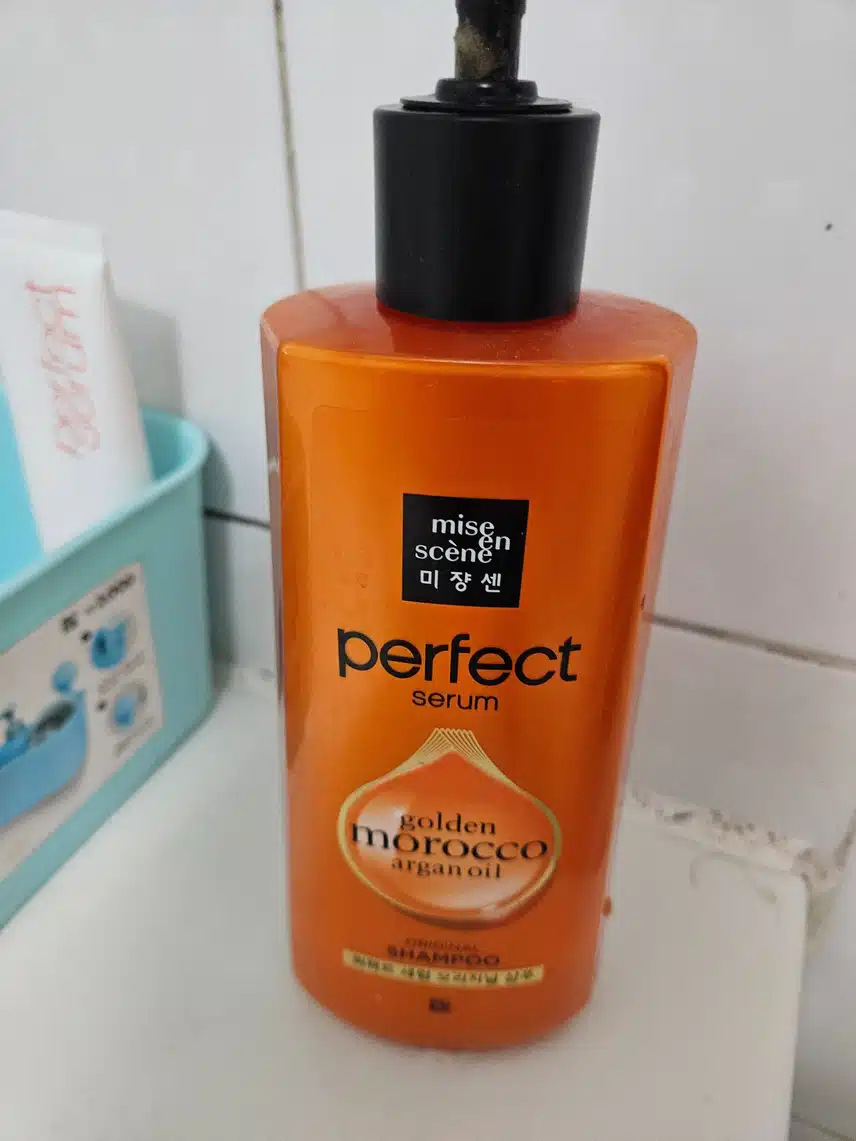 mise
en
scène
미쟝센
perfect
serum
golden
morocco
argan oil
ORIGINAL
SHAMPOO
퍼펙트 세럼 오리지널 샴푸